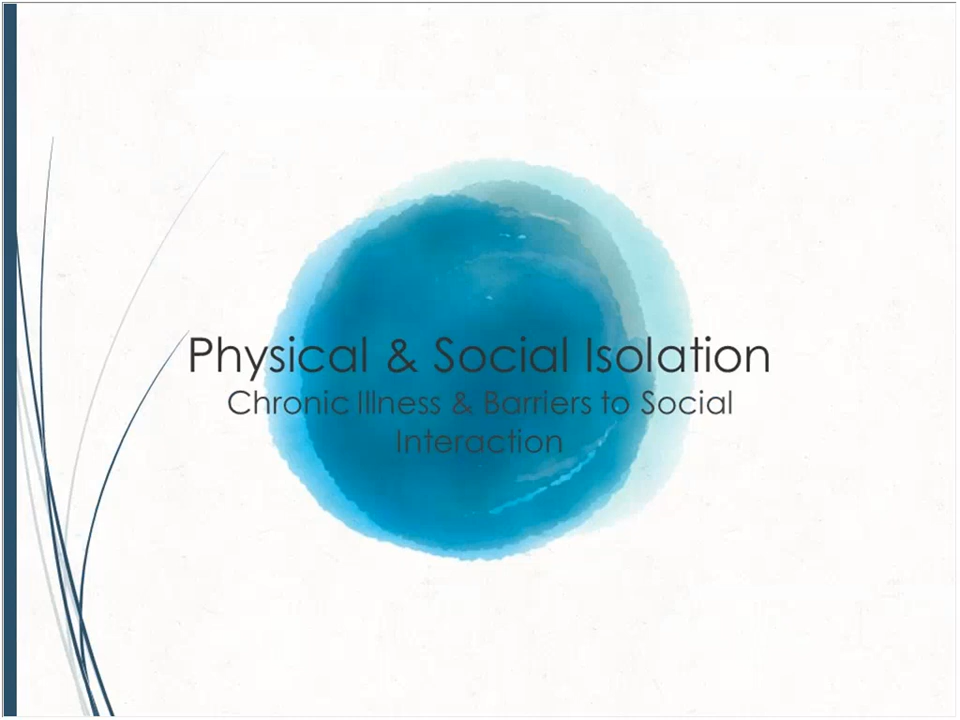 Physical & Social Isolation
Chronic Illness & Barriers to Social
Interaction